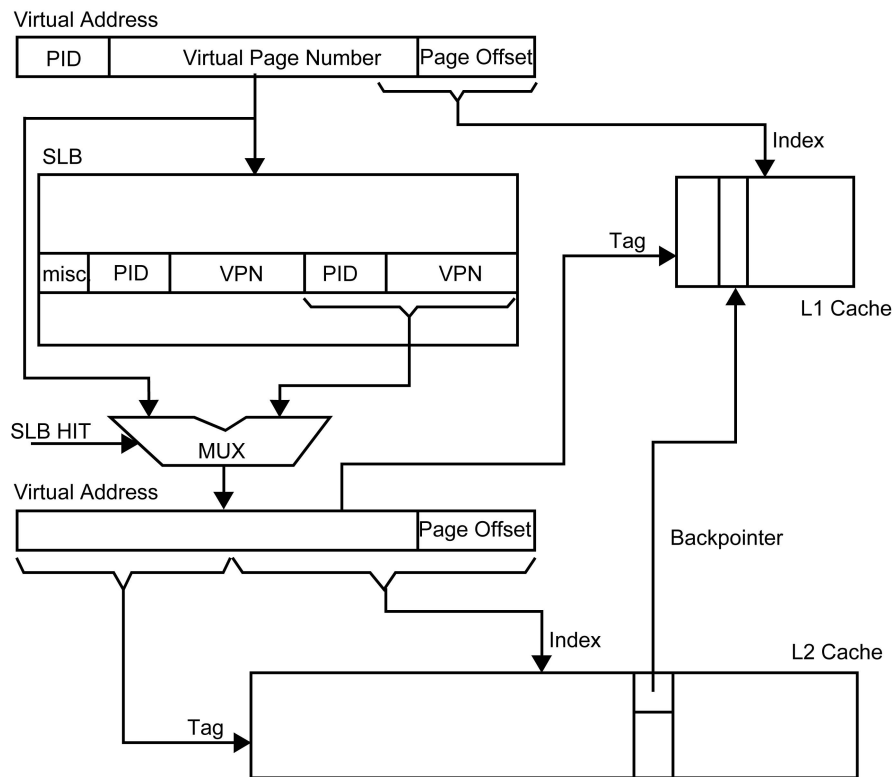 Virtual Address
PID Virtual Page Number Page Offset
Index
SLB
Tag
misc. PID VPN PID VPN
L1 Cache
SLB HIT
MUX
Virtual Address
Page Offset
Backpointer
Index
L2 Cache
Tag